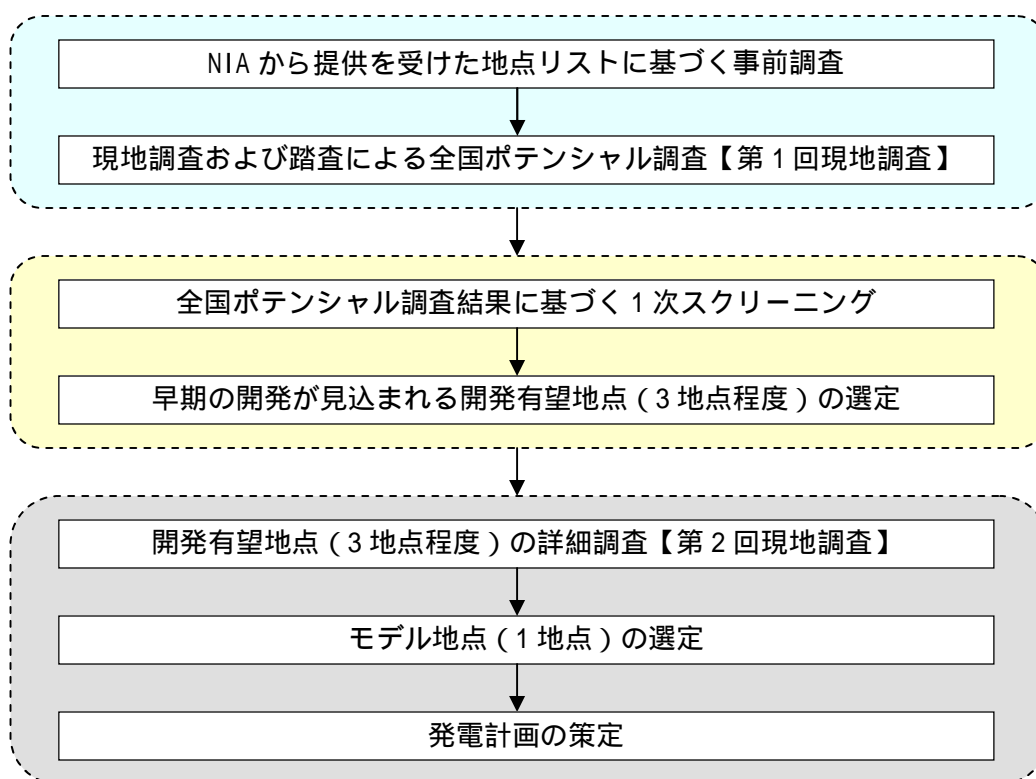 NIAから提供を受けた地点リストに基づく事前調査
現地調査および踏査による全国ポテンシャル調査【第1回現地調査】
全国ポテンシャル調査結果に基づく1次スクリーニング
早期の開発が見込まれる開発有望地点(3地点程度)の選定
開発有望地点(3地点程度)の詳細調査【第2回現地調査】
モデル地点(1地点)の選定
発電計画の策定